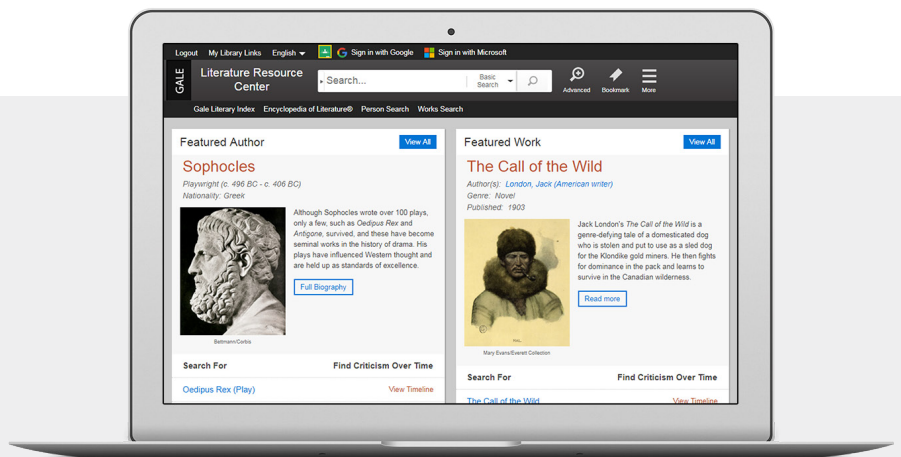 Logout My Library Links English Sign in with Google Sign in with Microsoft
GALE
Literature Resource
Center
Search...
Basic
Search
Advanced
Bookmark
More
Gale Literary Index Encyclopedia of Literature® Person Search Works Search
Featured Author View All
Sophocles
Playwright (c. 496 BC - c. 406 BC)
Nationality: Greek
Although Sophocles wrote over 100 plays,
only a few, such as Oedipus Rex and
Antigone, survived, and these have become
seminal works in the history of drama. His
plays have influenced Western thought and
are held up as standards of excellence.
Full Biography
Bettmann/Corbis
Search For Find Criticism Over Time
Oedipus Rex (Play) View Timeline
Featured Work View All
The Call of the Wild
Author(s): London, Jack (American writer)
Genre: Novel
Published: 1903
Jack London's The Call of the Wild is a
genre-defying tale of a domesticated dog
who is stolen and put to use as a sled dog
for the Klondike gold miners. He then fights
for dominance in the pack and learns to
survive in the Canadian wilderness.
Read more
Mary Evans/Everett Collection
Search For Find Criticism Over Time
The Call of the Wild View Timeline